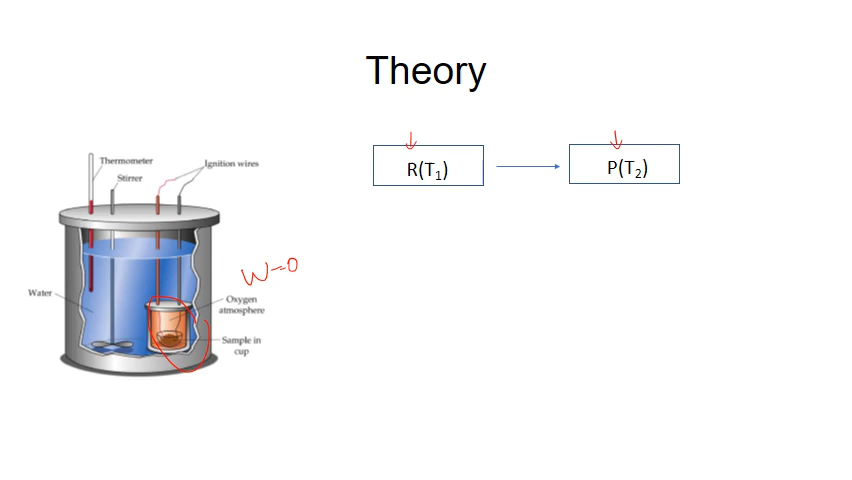 Theory
Thermometer
Ignition wires
Stirrer
R(T₁)
P(T₂)
W=0
Water
Oxygen
atmosphere
Sample in
cup